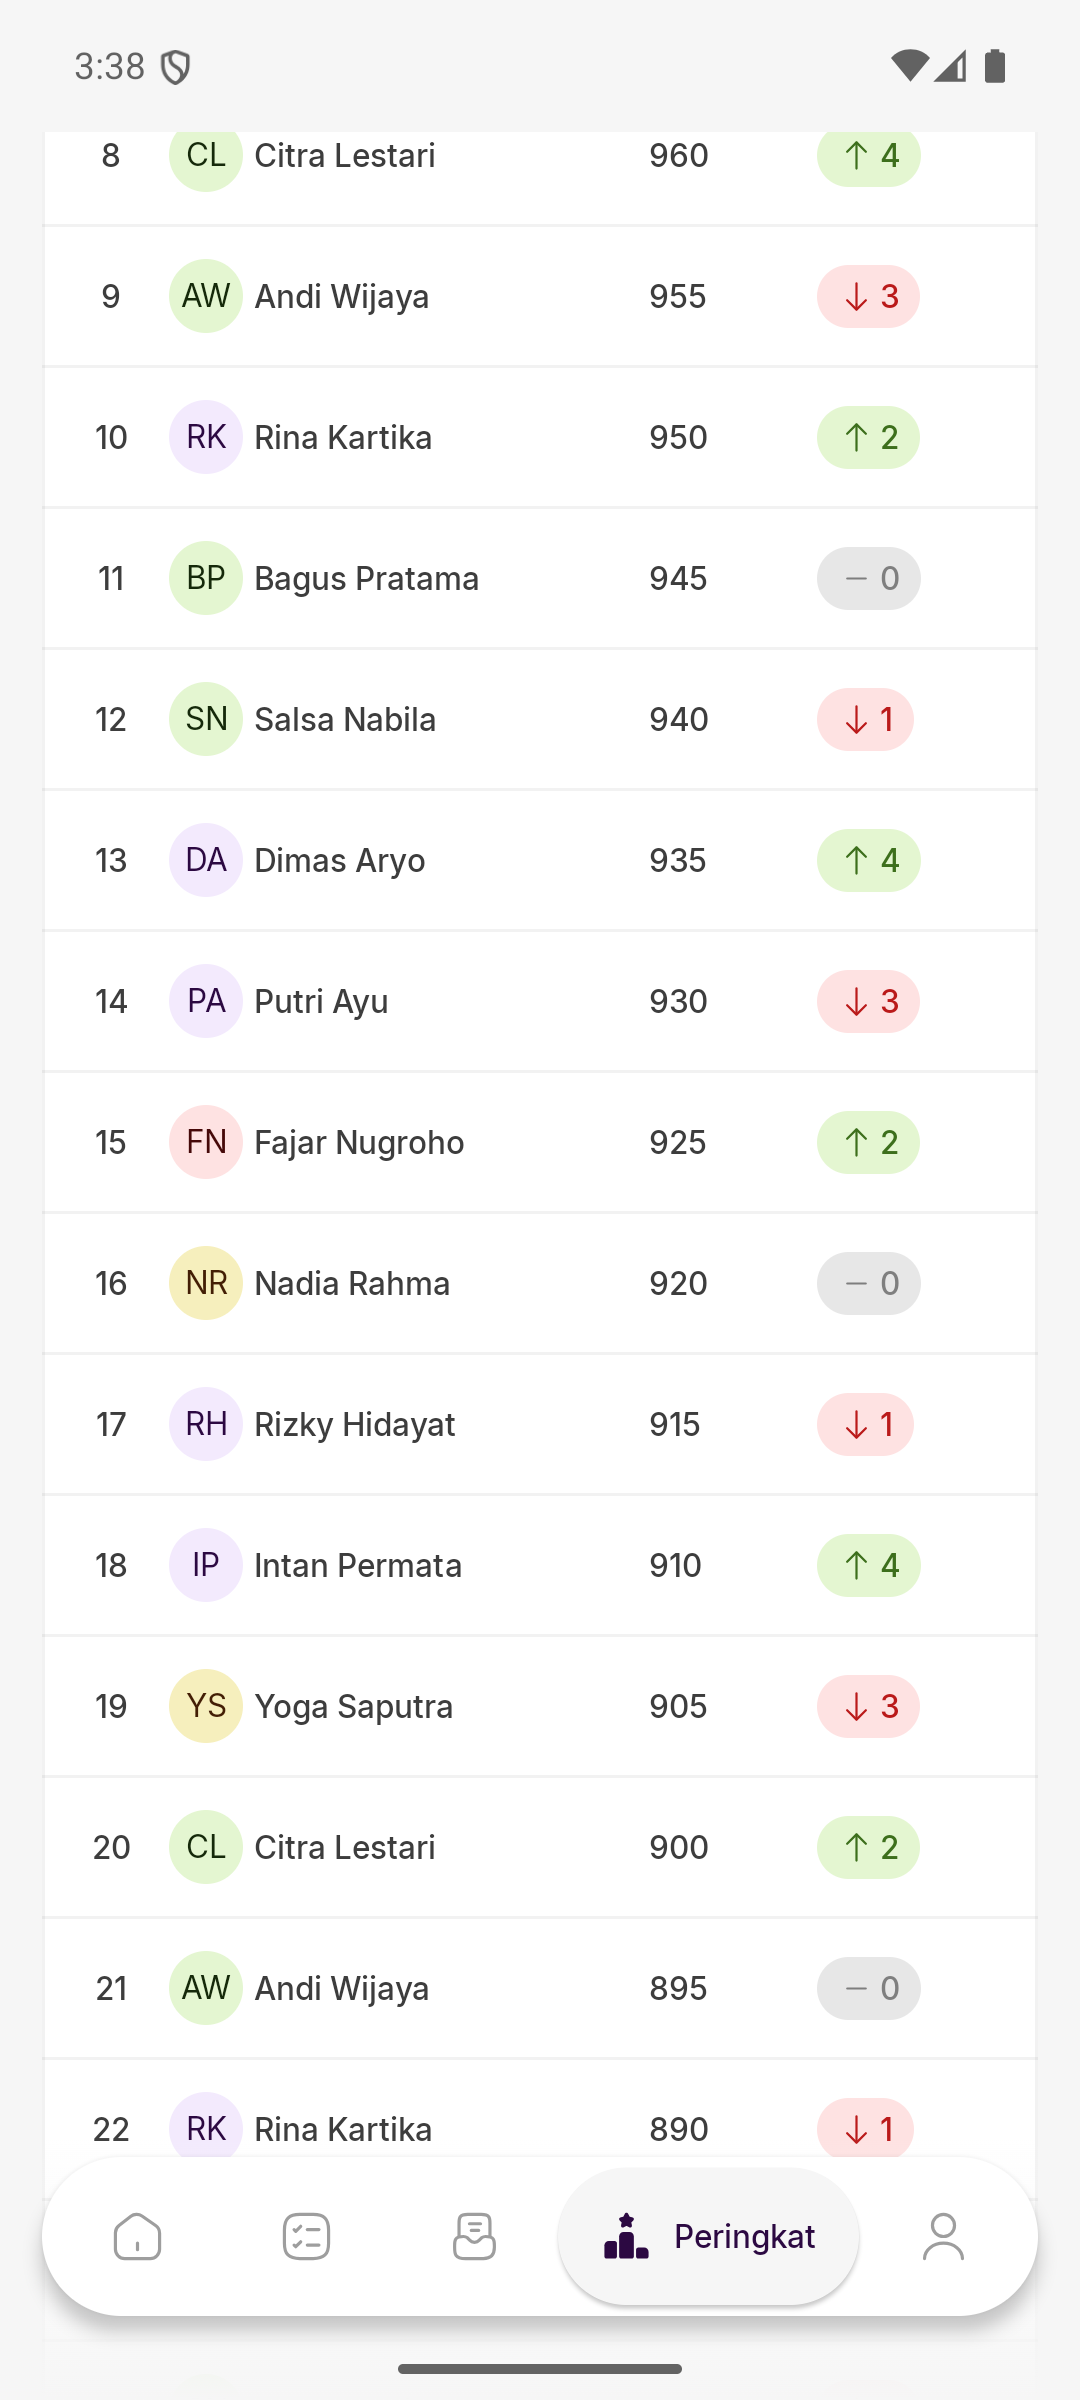 3:38
8 CL Citra Lestari 960 ↑ 4
9 AW Andi Wijaya 955 ↓ 3
10 RK Rina Kartika 950 ↑ 2
11 BP Bagus Pratama 945 — 0
12 SN Salsa Nabila 940 ↓ 1
13 DA Dimas Aryo 935 ↑ 4
14 PA Putri Ayu 930 ↓ 3
15 FN Fajar Nugroho 925 ↑ 2
16 NR Nadia Rahma 920 — 0
17 RH Rizky Hidayat 915 ↓ 1
18 IP Intan Permata 910 ↑ 4
19 YS Yoga Saputra 905 ↓ 3
20 CL Citra Lestari 900 ↑ 2
21 AW Andi Wijaya 895 — 0
22 RK Rina Kartika 890 ↓ 1
Peringkat